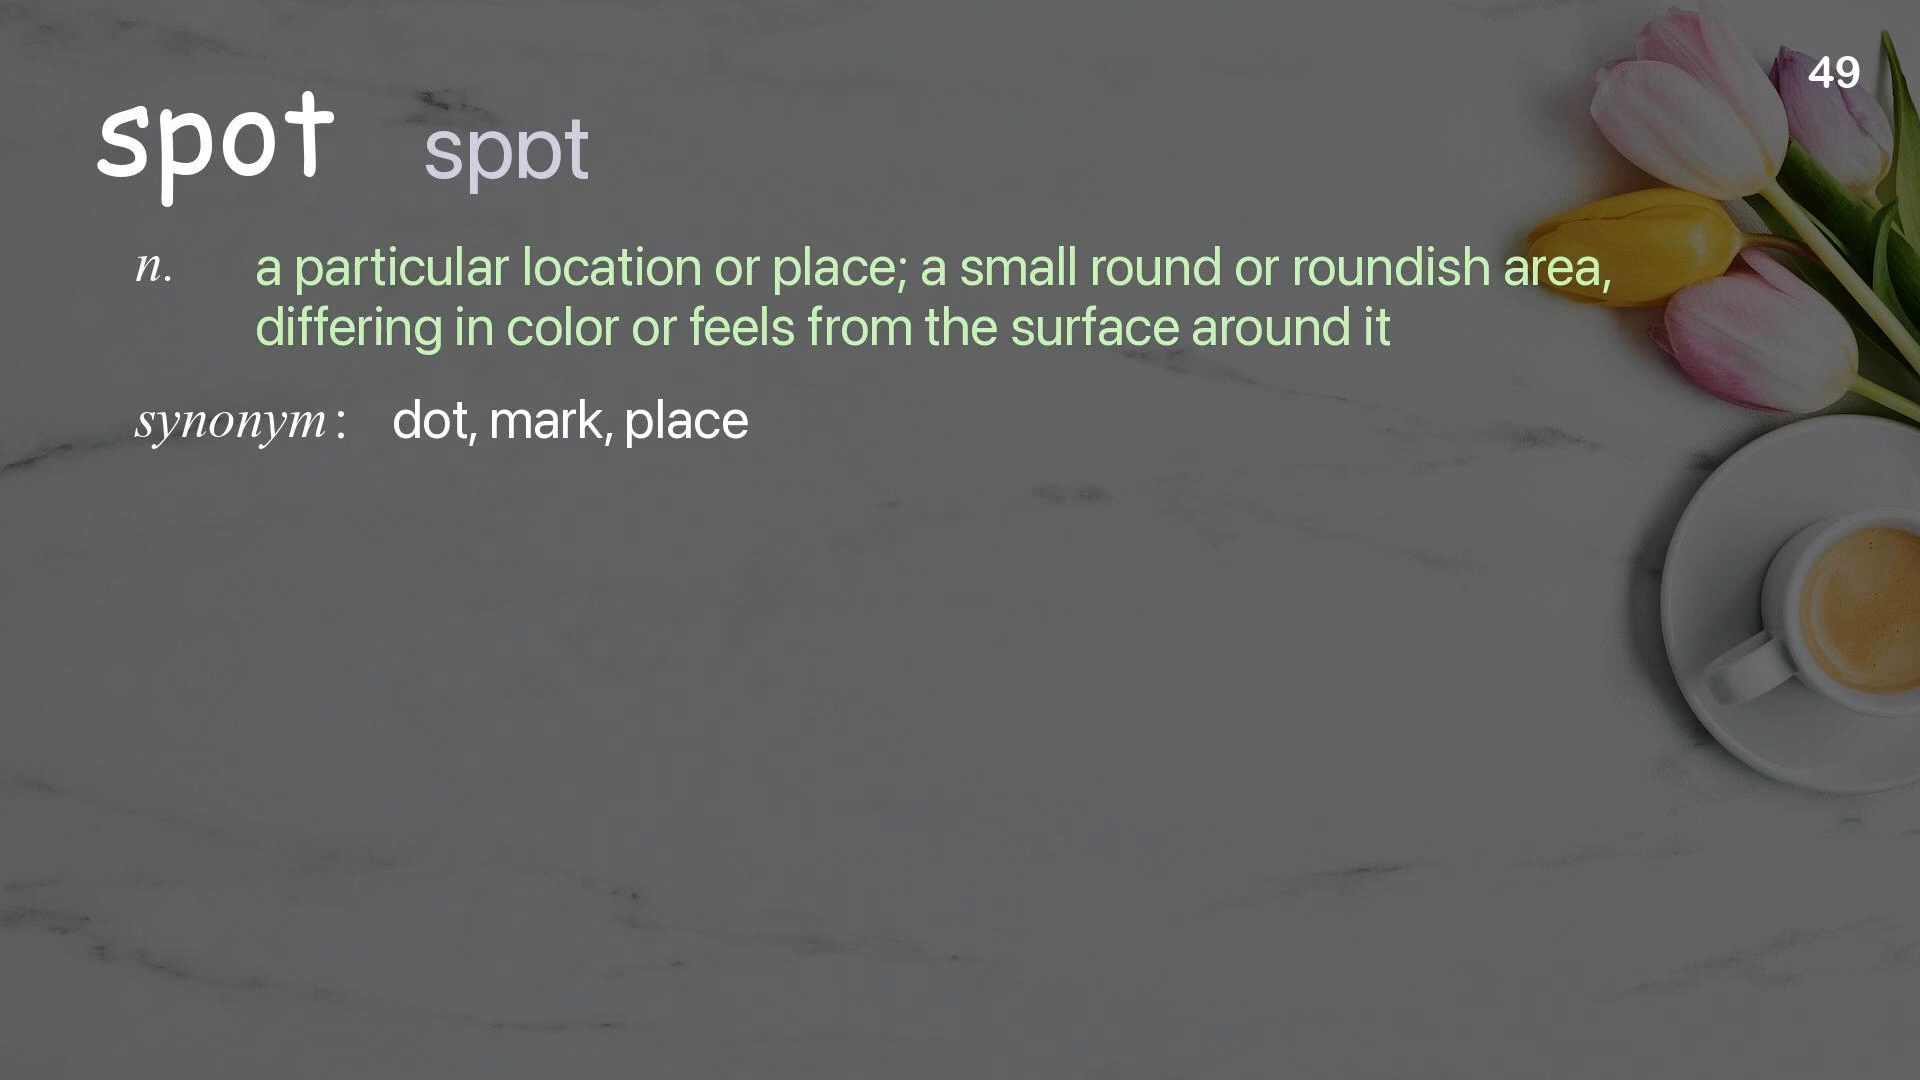 49
spot spɒt
n. a particular location or place; a small round or roundish area,
differing in color or feels from the surface around it
synonym : dot, mark, place